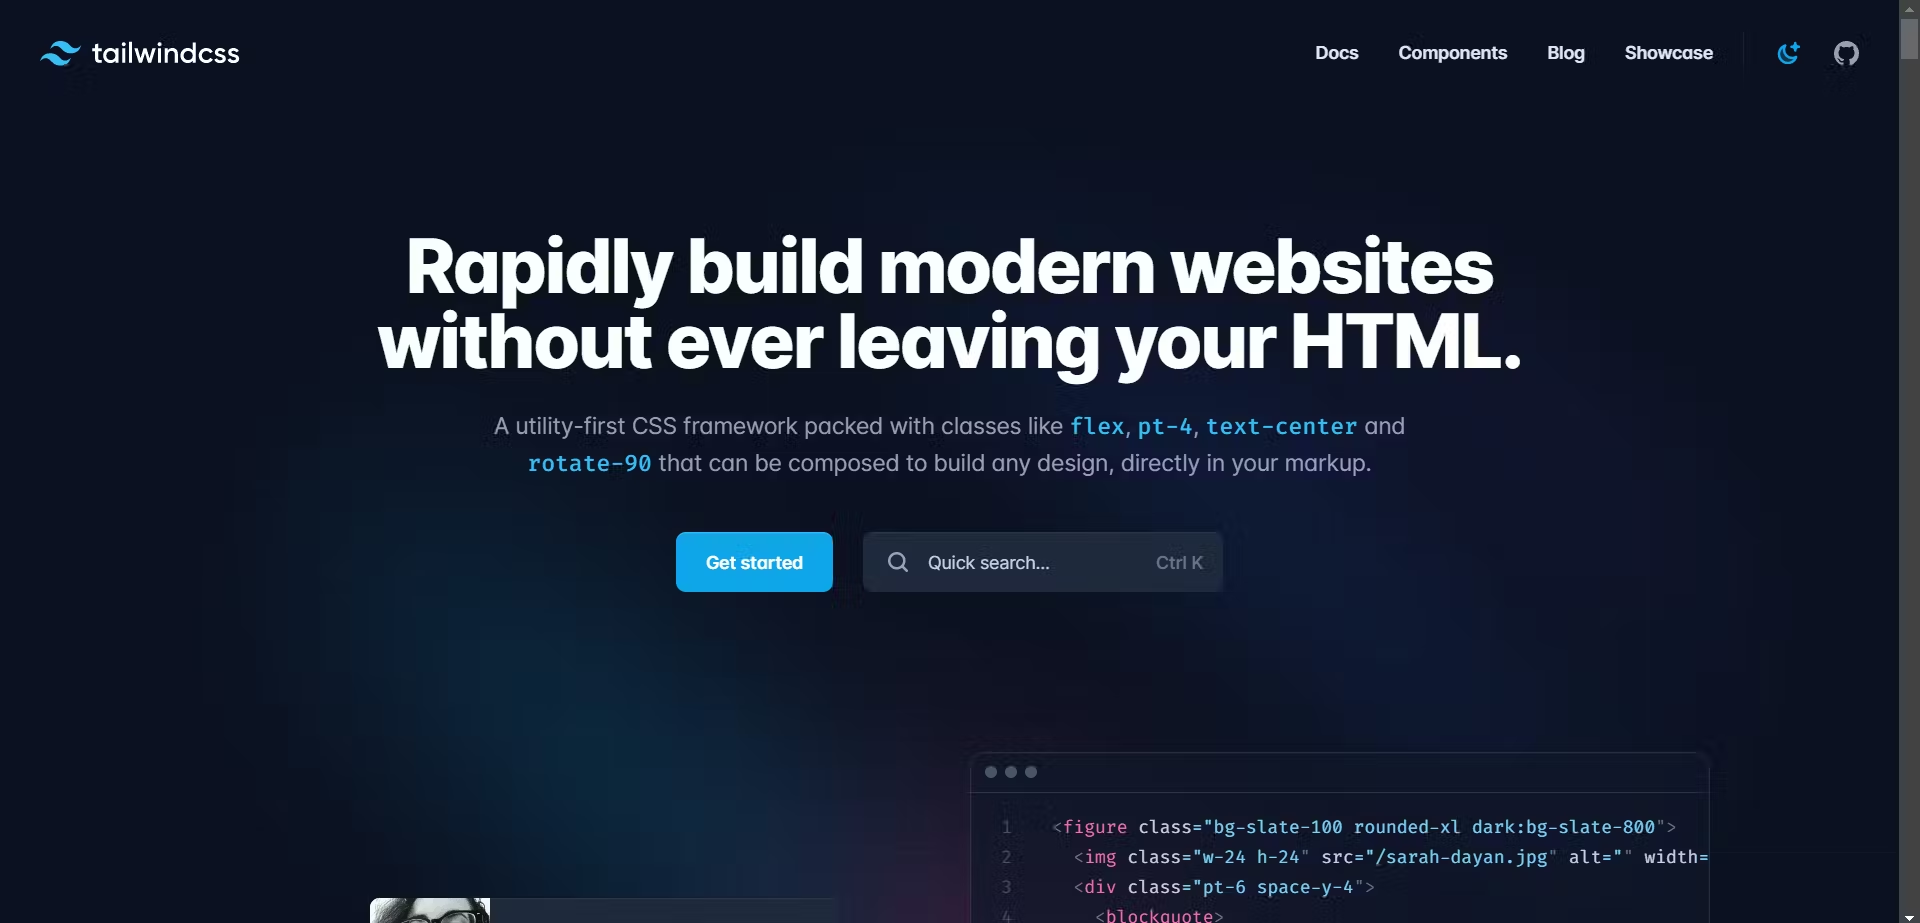 tailwindcss
Docs Components Blog Showcase
Rapidly build modern websites
without ever leaving your HTML.
A utility-first CSS framework packed with classes like flex, pt-4, text-center and
rotate-90 that can be composed to build any design, directly in your markup.
Get started
Quick search... Ctrl K
1 <figure class="bg-slate-100 rounded-xl dark:bg-slate-800">
2 <img class="w-24 h-24" src="/sarah-dayan.jpg" alt="" width=
3 <div class="pt-6 space-y-4">
4 <blockquote>